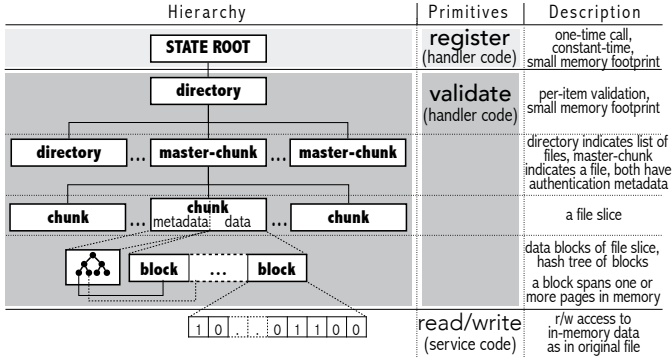 Hierarchy Primitives Description
STATE ROOT
register
(handler code)
one-time call,
constant-time,
small memory footprint
directory
validate
(handler code)
per-item validation,
small memory footprint
directory ... master-chunk ... master-chunk
directory indicates list of
files, master-chunk
indicates a file, both have
authentication metadata
chunk ... chunk ... chunk
metadata data
a file slice
block ... block
data blocks of file slice,
hash tree of blocks
a block spans one or
more pages in memory
1 0 . . 0 1 1 0 0
read/write
(service code)
r/w access to
in-memory data
as in original file